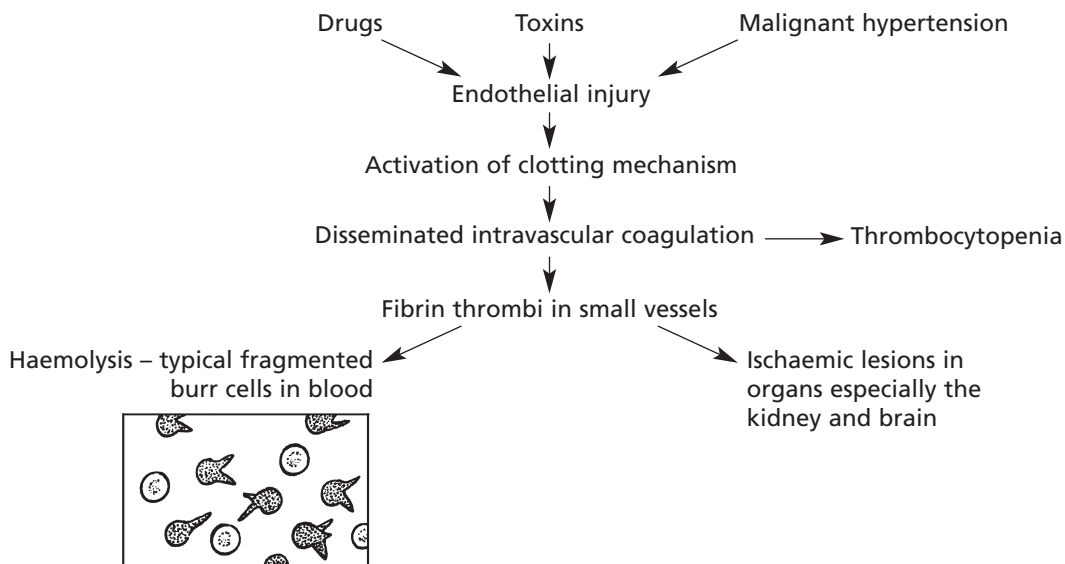 Drugs
Toxins
Malignant hypertension
Endothelial injury
Activation of clotting mechanism
Disseminated intravascular coagulation
Thrombocytopenia
Fibrin thrombi in small vessels
Haemolysis – typical fragmented
burr cells in blood
Ischaemic lesions in
organs especially the
kidney and brain